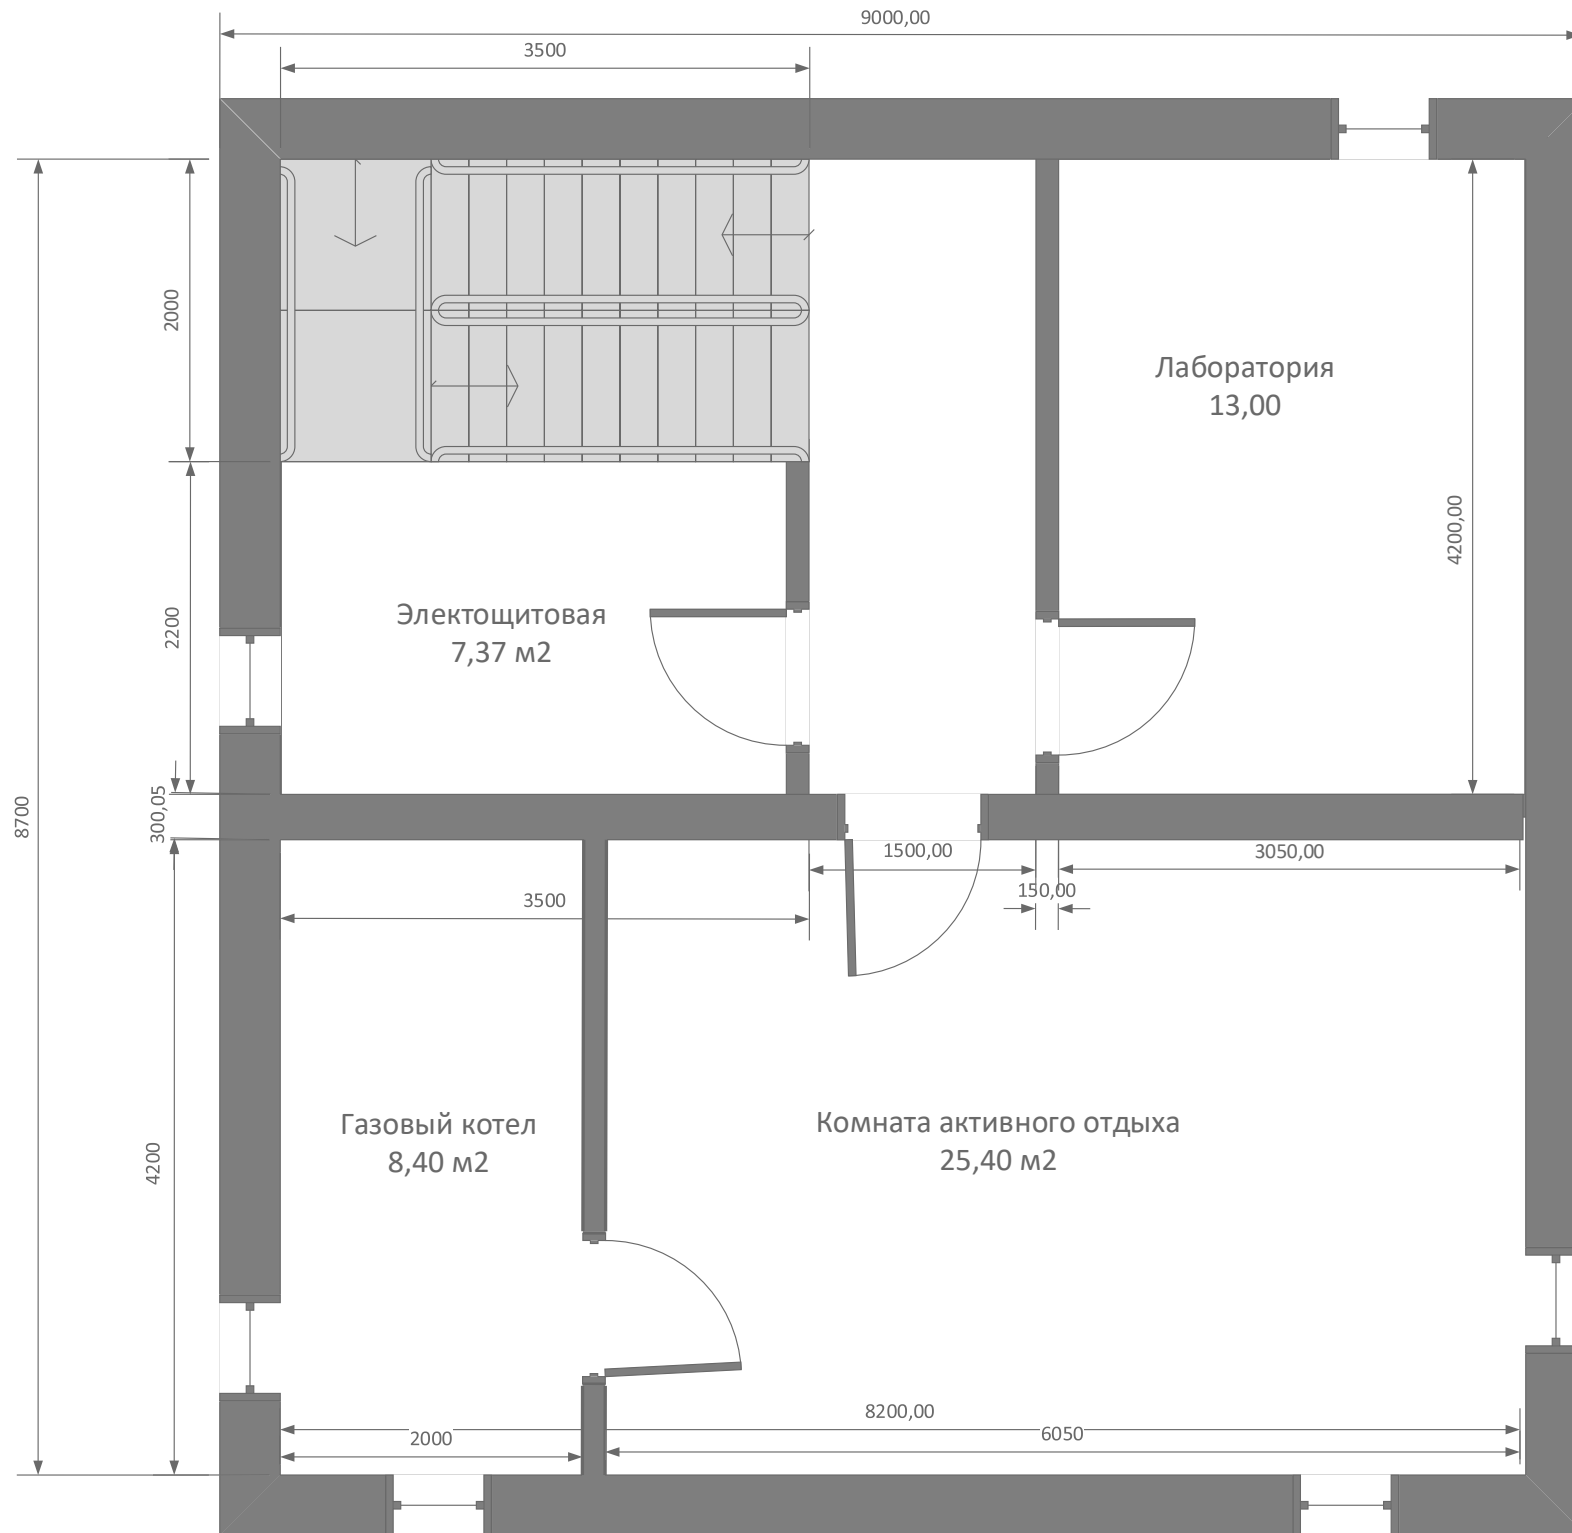 9000,00
3500
2000
Лаборатория
13,00
4200,00
Электощитовая
7,37 м2
2200
300,05
8700
1500,00
3050,00
150,00
3500
Газовый котел
8,40 м2
Комната активного отдыха
25,40 м2
4200
8200,00
2000
6050